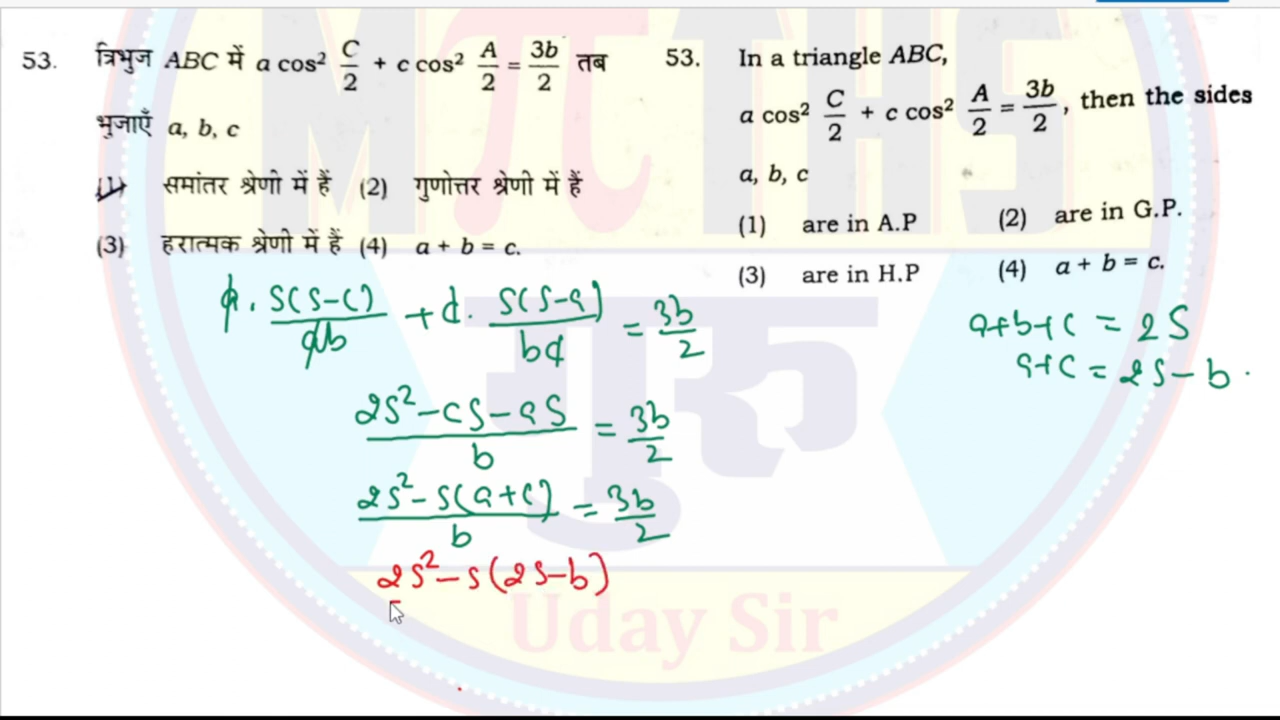 53. त्रिभुज ABC में a cos² C/2 + c cos² A/2 = 3b/2 तब
भुजाएँ a, b, c
(1) समांतर श्रेणी में हैं (2) गुणोत्तर श्रेणी में हैं
(3) हरात्मक श्रेणी में हैं (4) a + b = c.
53. In a triangle ABC,
a cos² C/2 + c cos² A/2 = 3b/2, then the sides
a, b, c
(1) are in A.P (2) are in G.P.
(3) are in H.P (4) a + b = c.
a · s(s-c)/ab + c · s(s-a)/bc = 3b/2
2s² - cs - as/b = 3b/2
2s² - s(a+c)/b = 3b/2
2s² - s(2s-b)
a+b+c = 2s
a+c = 2s - b.
MπTHS
गुरु
Uday Sir